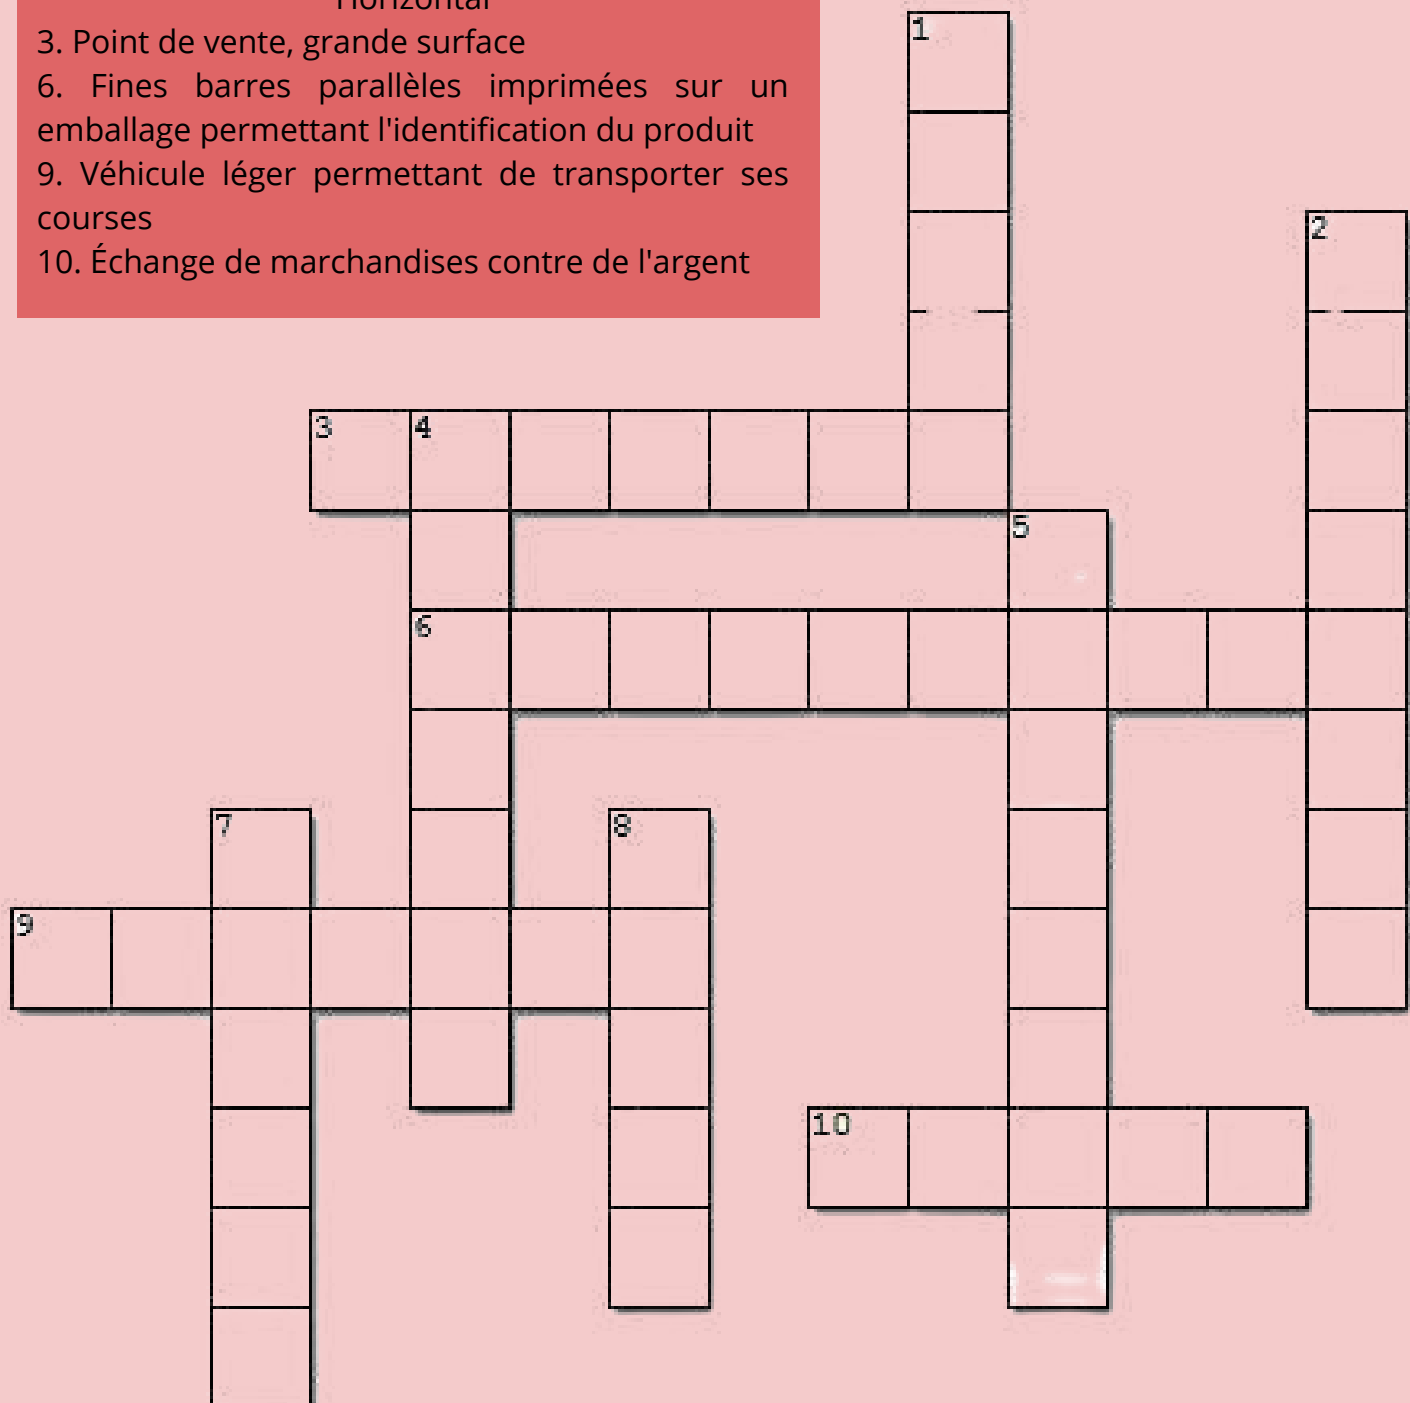 Horizontal
3. Point de vente, grande surface
6. Fines barres parallèles imprimées sur un
emballage permettant l'identification du produit
9. Véhicule léger permettant de transporter ses
courses
10. Échange de marchandises contre de l'argent
1
2
3
4
5
6
7
8
9
10